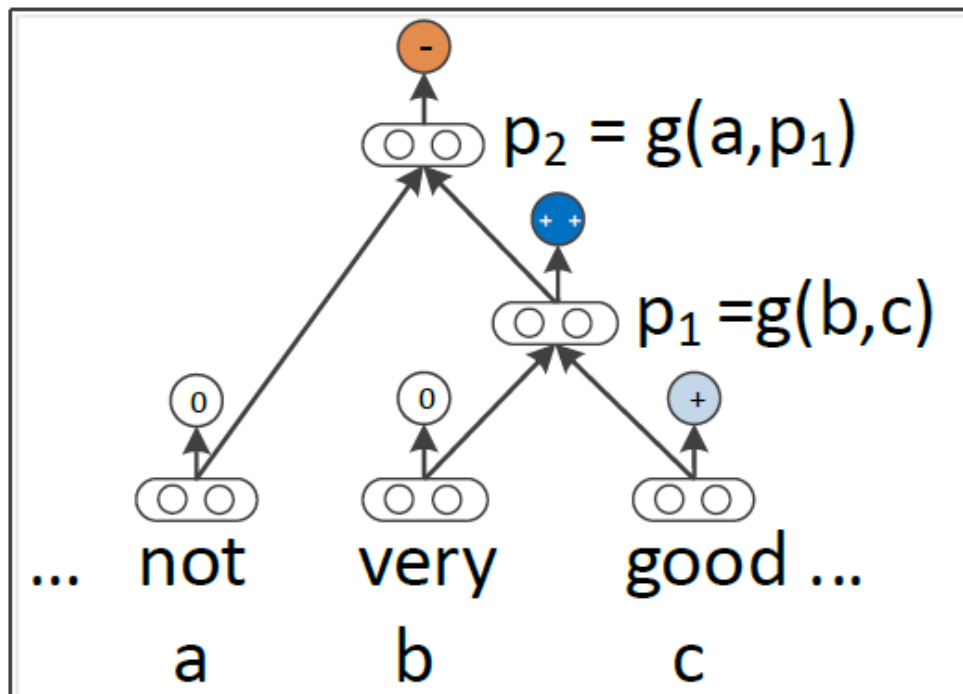 -
p₂ = g(a,p₁)
+ +
p₁ =g(b,c)
0 0 +
... not very good ...
a b c